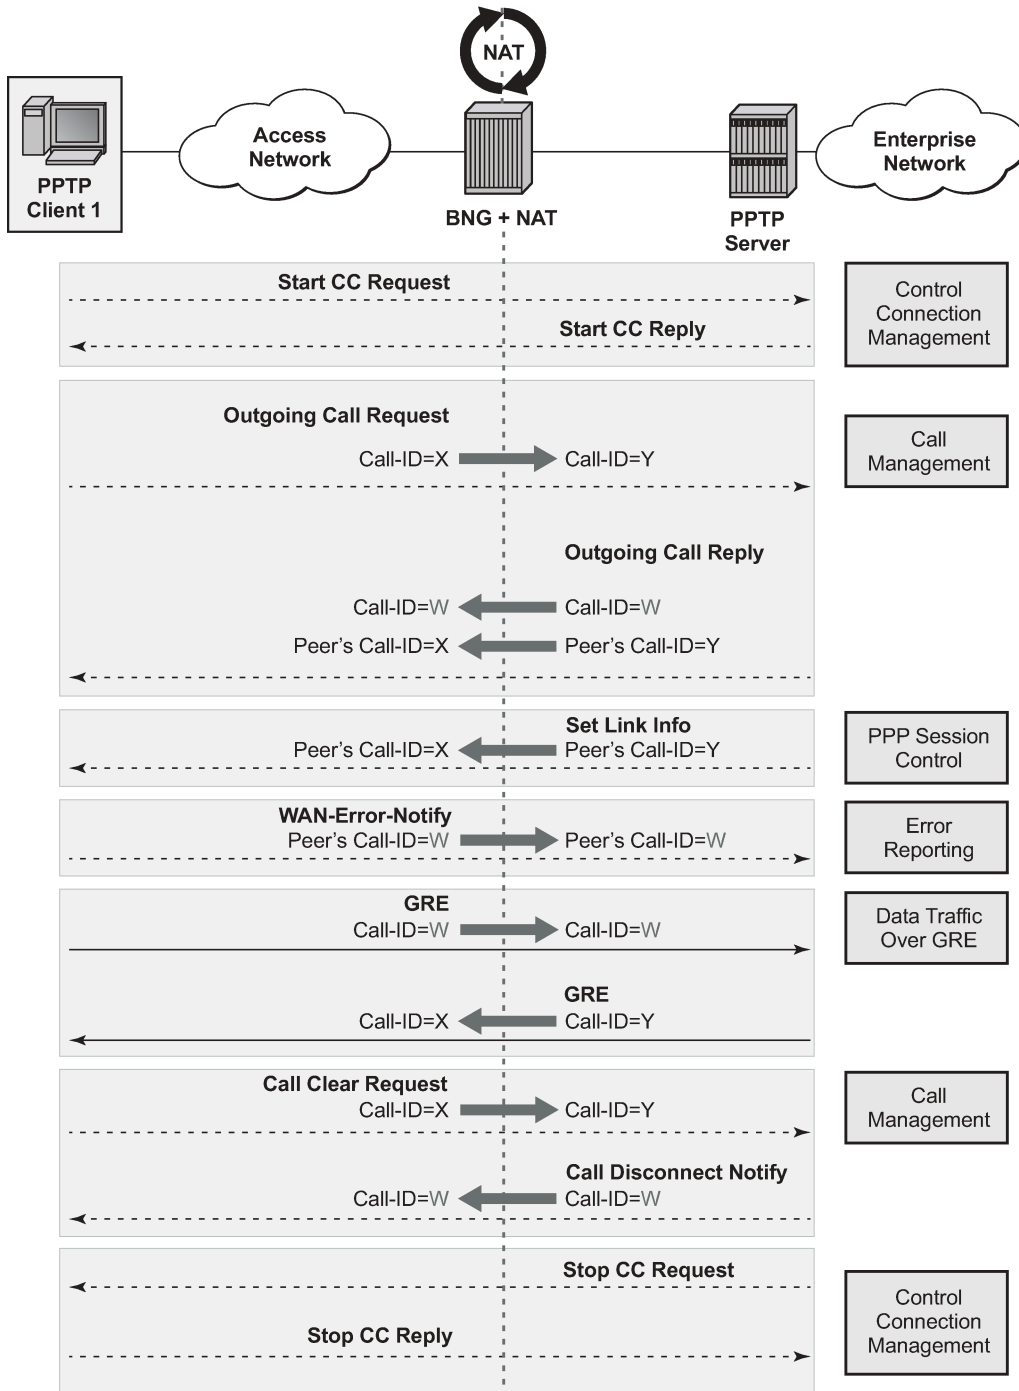 NAT
PPTP
Client 1
Access
Network
BNG + NAT
PPTP
Server
Enterprise
Network
Start CC Request
Start CC Reply
Control
Connection
Management
Outgoing Call Request
Call-ID=X
Call-ID=Y
Call
Management
Outgoing Call Reply
Call-ID=W
Call-ID=W
Peer's Call-ID=X
Peer's Call-ID=Y
Set Link Info
Peer's Call-ID=X
Peer's Call-ID=Y
PPP Session
Control
WAN-Error-Notify
Peer's Call-ID=W
Peer's Call-ID=W
Error
Reporting
GRE
Call-ID=W
Call-ID=W
Data Traffic
Over GRE
GRE
Call-ID=X
Call-ID=Y
Call Clear Request
Call-ID=X
Call-ID=Y
Call
Management
Call Disconnect Notify
Call-ID=W
Call-ID=W
Stop CC Request
Stop CC Reply
Control
Connection
Management